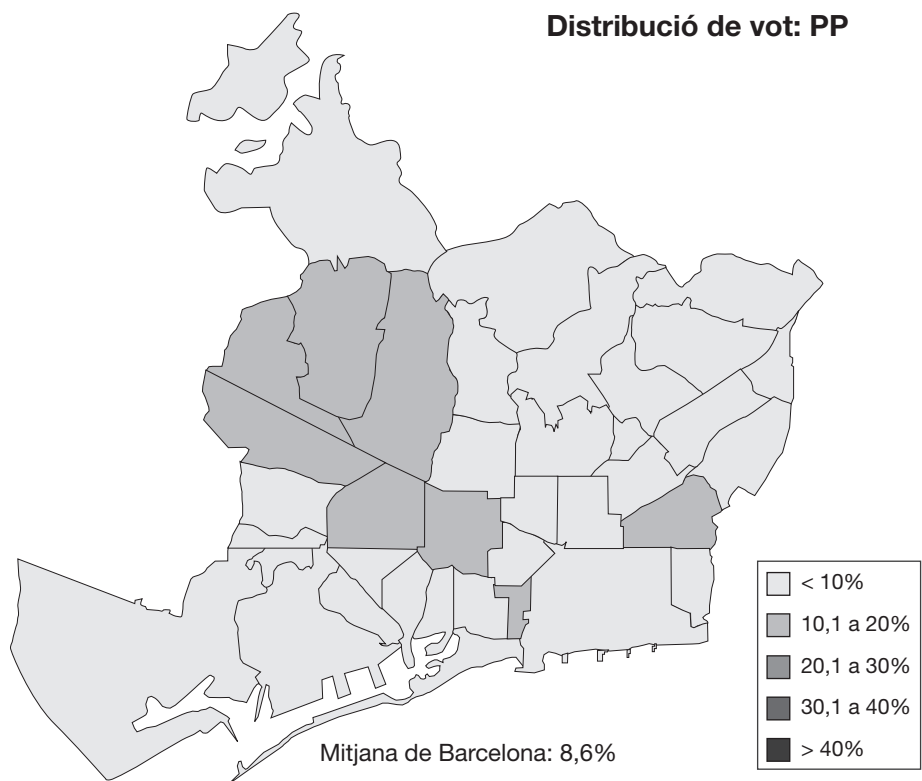 Distribució de vot: PP
< 10%
10,1 a 20%
20,1 a 30%
30,1 a 40%
> 40%
Mitjana de Barcelona: 8,6%